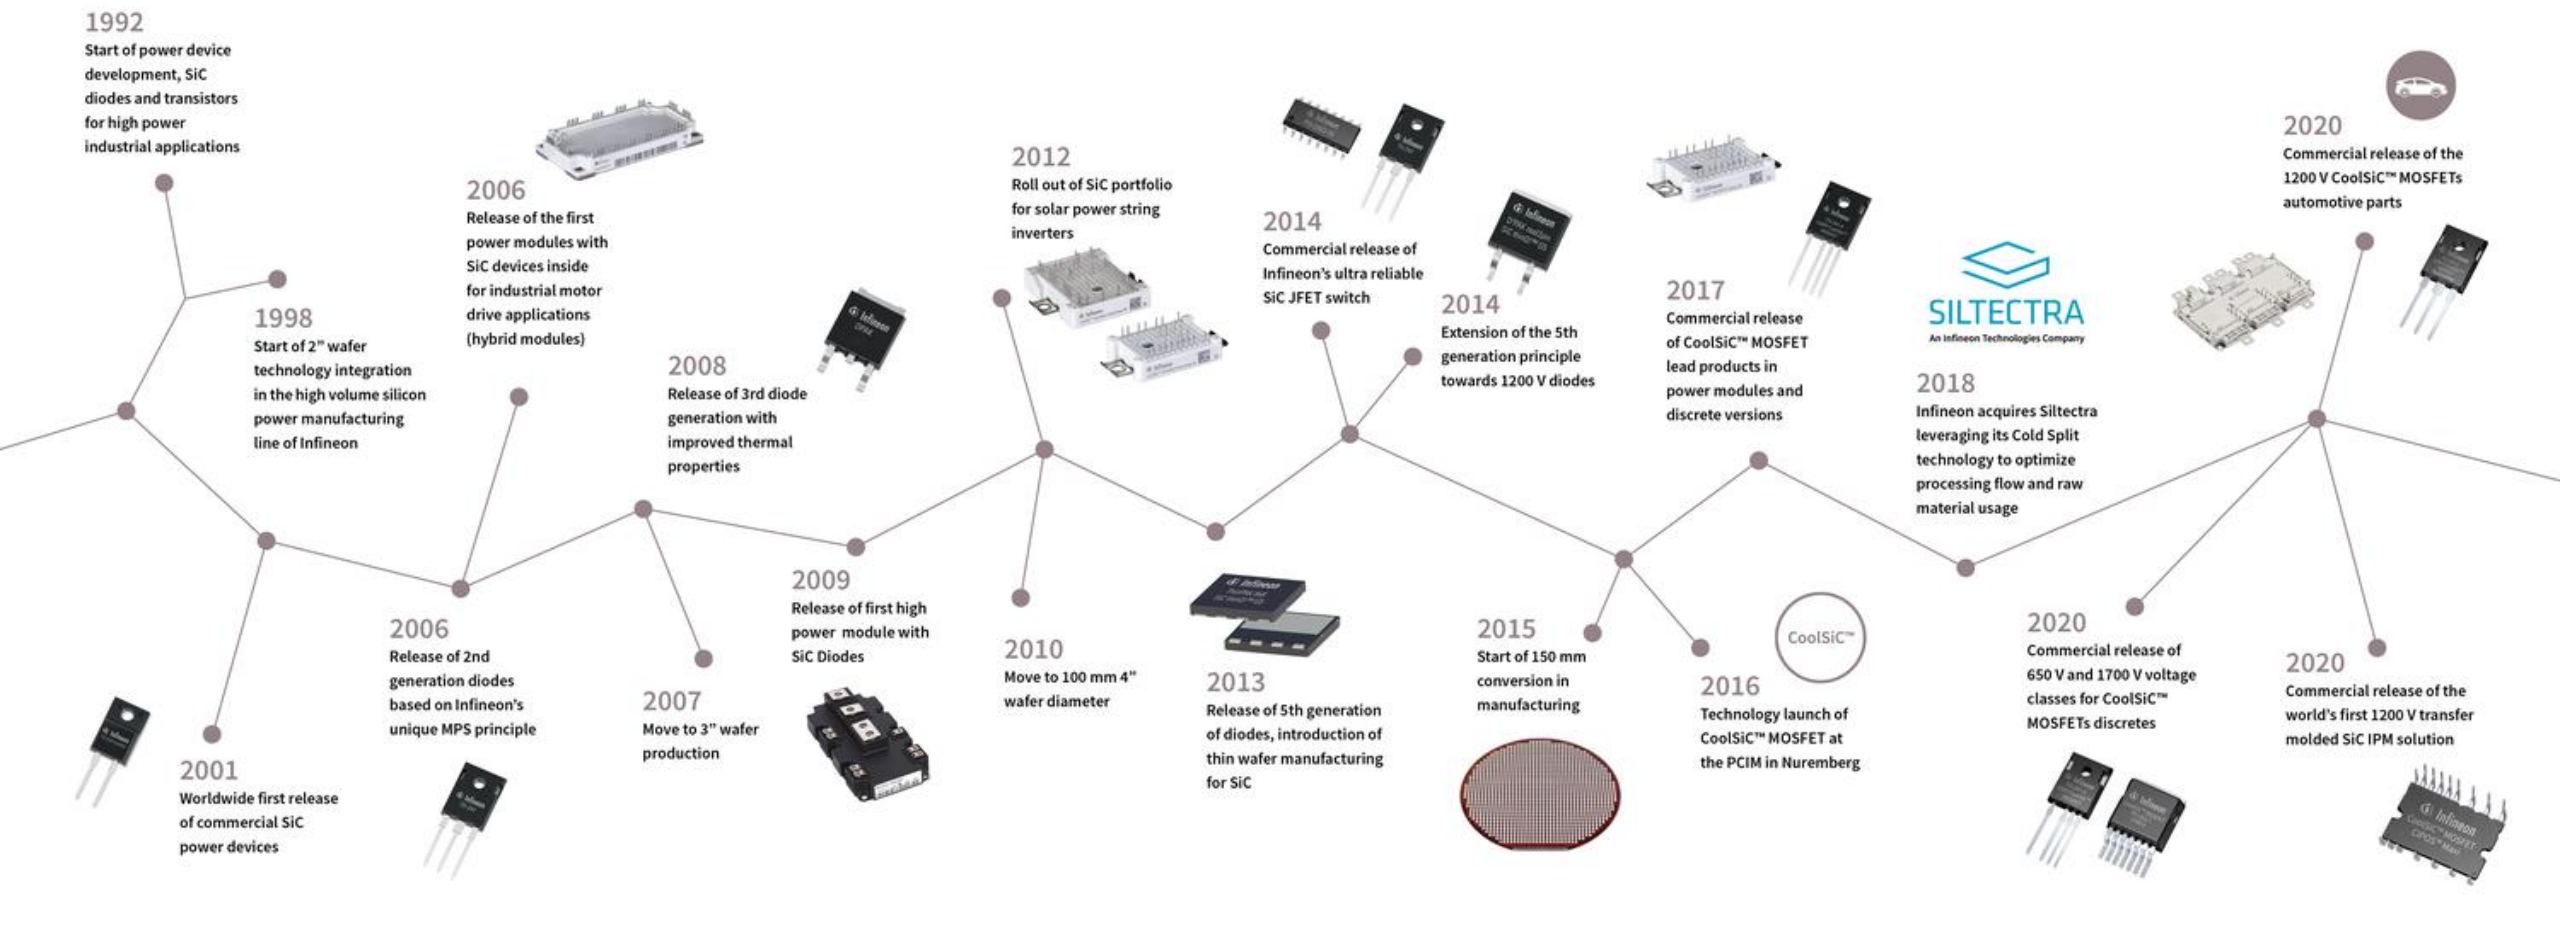 1992
Start of power device
development, SiC
diodes and transistors
for high power
industrial applications
1998
Start of 2” wafer
technology integration
in the high volume silicon
power manufacturing
line of Infineon
2001
Worldwide first release
of commercial SiC
power devices
2006
Release of the first
power modules with
SiC devices inside
for industrial motor
drive applications
(hybrid modules)
2006
Release of 2nd
generation diodes
based on Infineon’s
unique MPS principle
2007
Move to 3” wafer
production
2008
Release of 3rd diode
generation with
improved thermal
properties
Infineon
DPAK
2009
Release of first high
power module with
SiC Diodes
2010
Move to 100 mm 4”
wafer diameter
2012
Roll out of SiC portfolio
for solar power string
inverters
Infineon
2013
Release of 5th generation
of diodes, introduction of
thin wafer manufacturing
for SiC
2014
Commercial release of
Infineon’s ultra reliable
SiC JFET switch
Infineon
2014
Extension of the 5th
generation principle
towards 1200 V diodes
2015
Start of 150 mm
conversion in
manufacturing
2016
Technology launch of
CoolSiC™ MOSFET at
the PCIM in Nuremberg
CoolSiC™
2017
Commercial release
of CoolSiC™ MOSFET
lead products in
power modules and
discrete versions
SILTECTRA
An Infineon Technologies Company
2018
Infineon acquires Siltectra
leveraging its Cold Split
technology to optimize
processing flow and raw
material usage
2020
Commercial release of the
1200 V CoolSiC™ MOSFETs
automotive parts
2020
Commercial release of
650 V and 1700 V voltage
classes for CoolSiC™
MOSFETs discretes
2020
Commercial release of the
world’s first 1200 V transfer
molded SiC IPM solution
Infineon
CoolSiC™ MOSFET
CIPOS™ Maxi